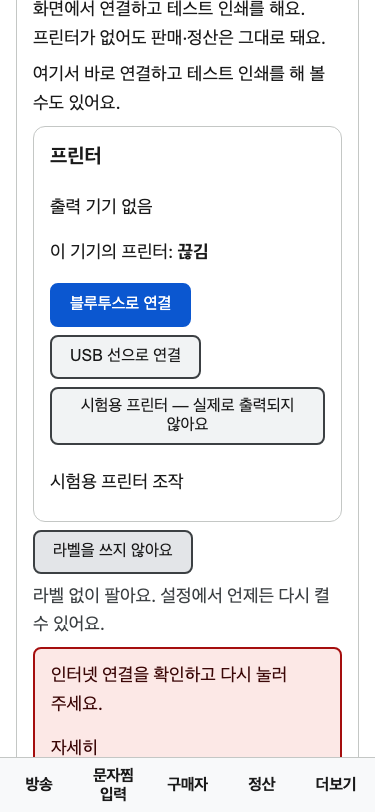 화면에서 연결하고 테스트 인쇄를 해요.
프린터가 없어도 판매·정산은 그대로 돼요.
여기서 바로 연결하고 테스트 인쇄를 해 볼
수도 있어요.
프린터
출력 기기 없음
이 기기의 프린터: 끊김
블루투스로 연결
USB 선으로 연결
시험용 프린터 — 실제로 출력되지
않아요
시험용 프린터 조작
라벨을 쓰지 않아요
라벨 없이 팔아요. 설정에서 언제든 다시 켤
수 있어요.
인터넷 연결을 확인하고 다시 눌러
주세요.
자세히
방송
문자찜
입력
구매자
정산
더보기